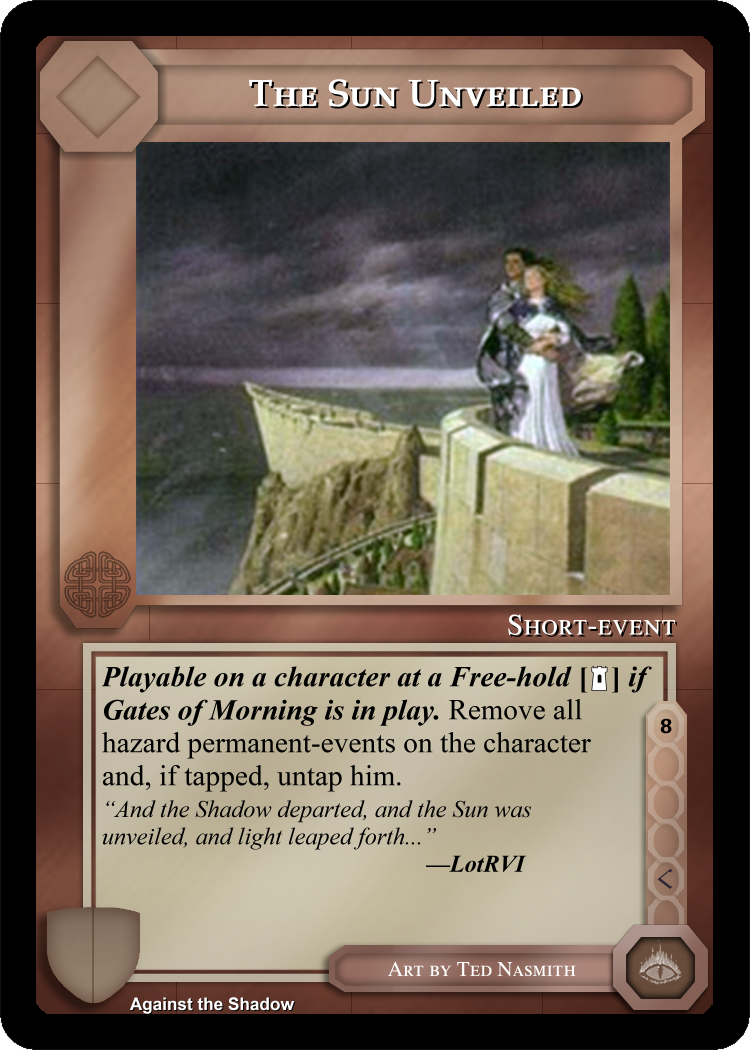 The Sun Unveiled
Short-event
Playable on a character at a Free-hold [ ] if
Gates of Morning is in play. Remove all
hazard permanent-events on the character
and, if tapped, untap him.
“And the Shadow departed, and the Sun was
unveiled, and light leaped forth...”
—LotRVI
8
<
Art by Ted Nasmith
Against the Shadow